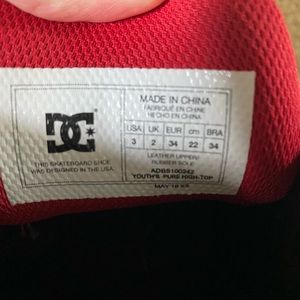 DC
THIS SKATEBOARD SHOE
WAS DESIGNED IN THE USA.
MADE IN CHINA
FABRIQUÉ EN CHINE
HECHO EN CHINA
USA UK EUR cm BRA
3 2 34 22 34
LEATHER UPPER/
RUBBER SOLE
ADBS100242
YOUTH'S PURE HIGH-TOP
MAY 18